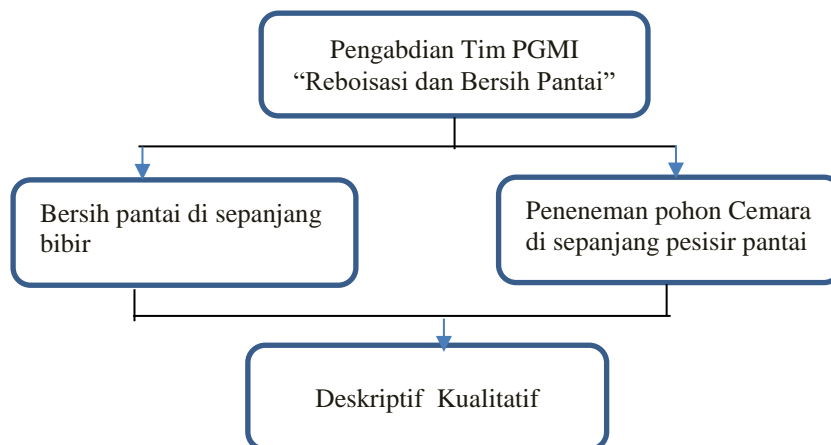 Pengabdian Tim PGMI
“Reboisasi dan Bersih Pantai”
Bersih pantai di sepanjang
bibir
Peneneman pohon Cemara
di sepanjang pesisir pantai
Deskriptif Kualitatif